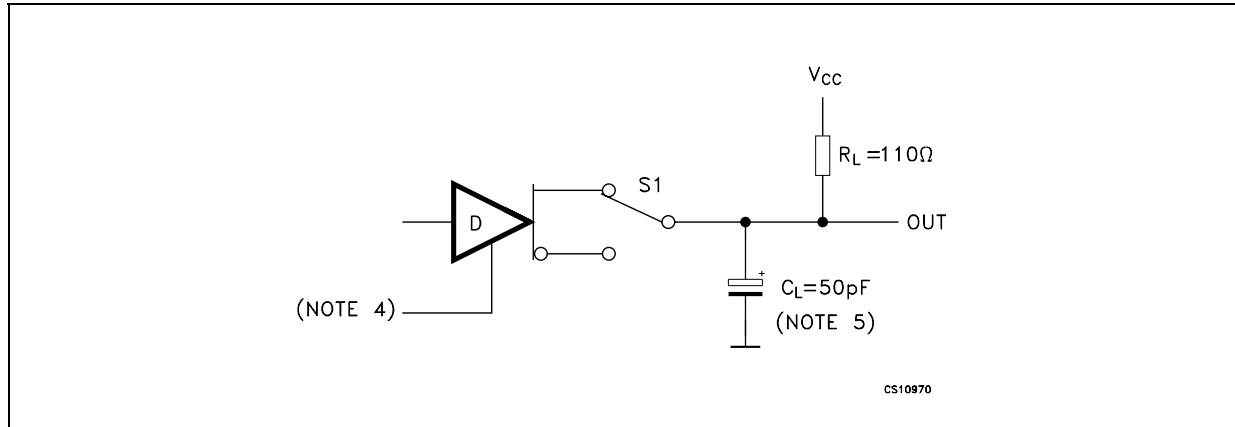 VCC
RL=110Ω
S1
D
OUT
+
CL=50pF
(NOTE 4)
(NOTE 5)
CS10970